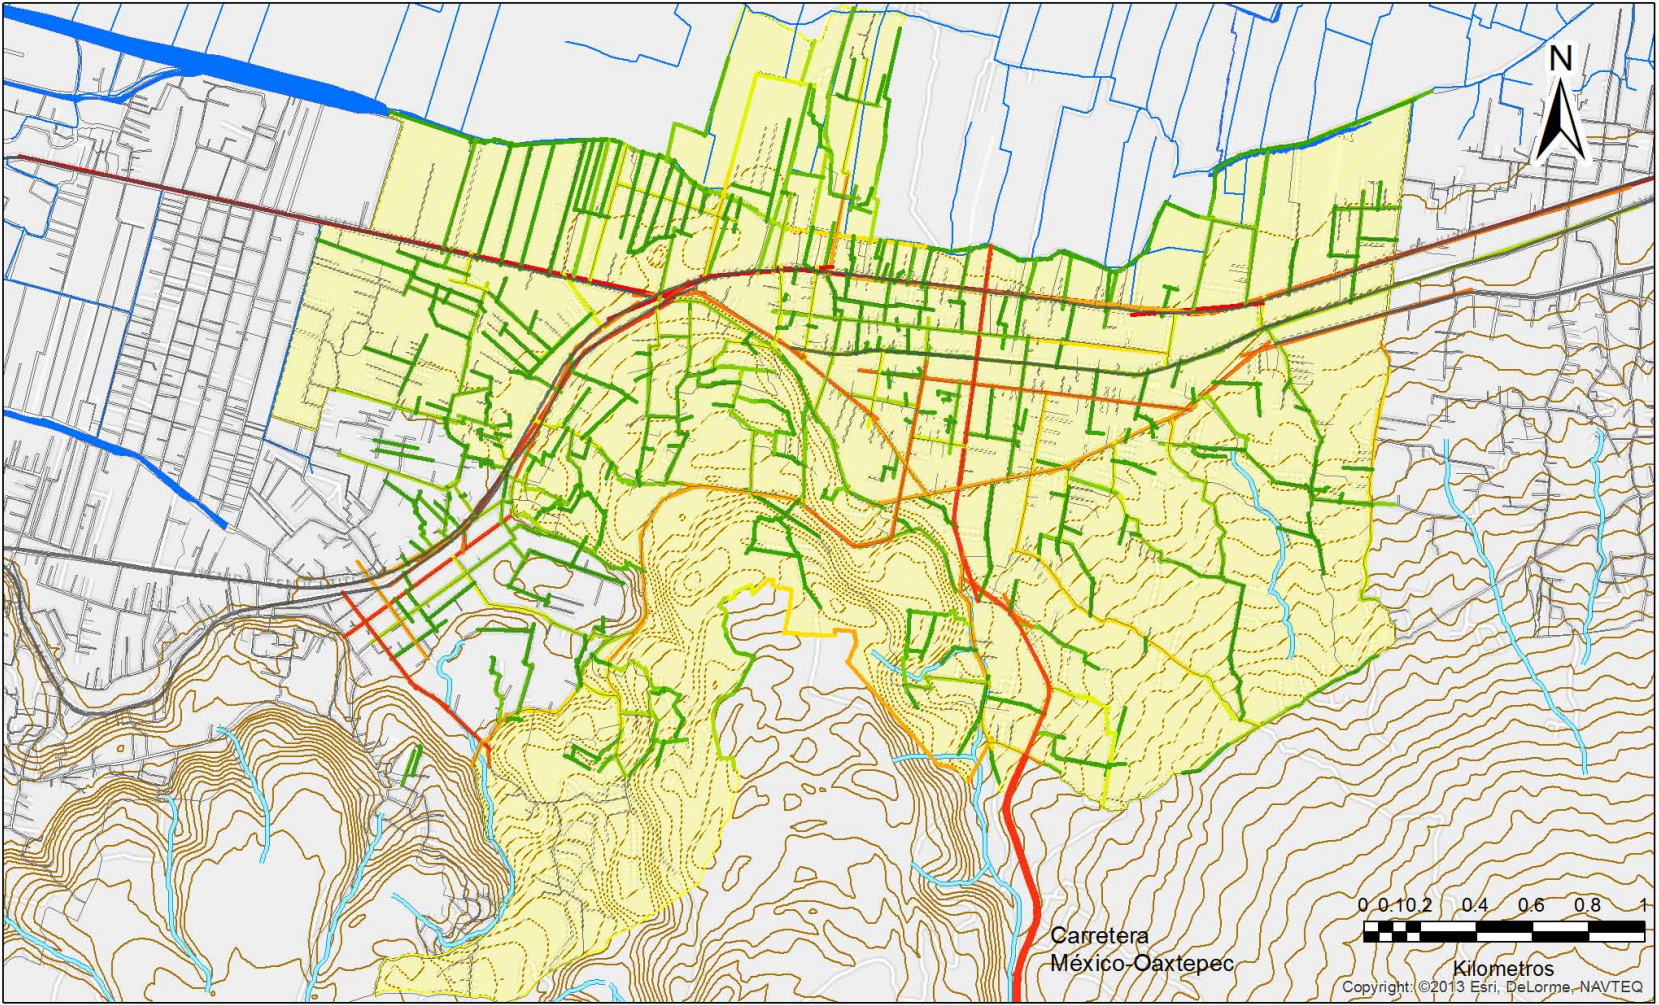 N
0 0.10.2 0.4 0.6 0.8 1
Carretera
México-Oaxtepec
Kilometros
Copyright: ©2013 Esri, DeLorme, NAVTEQ